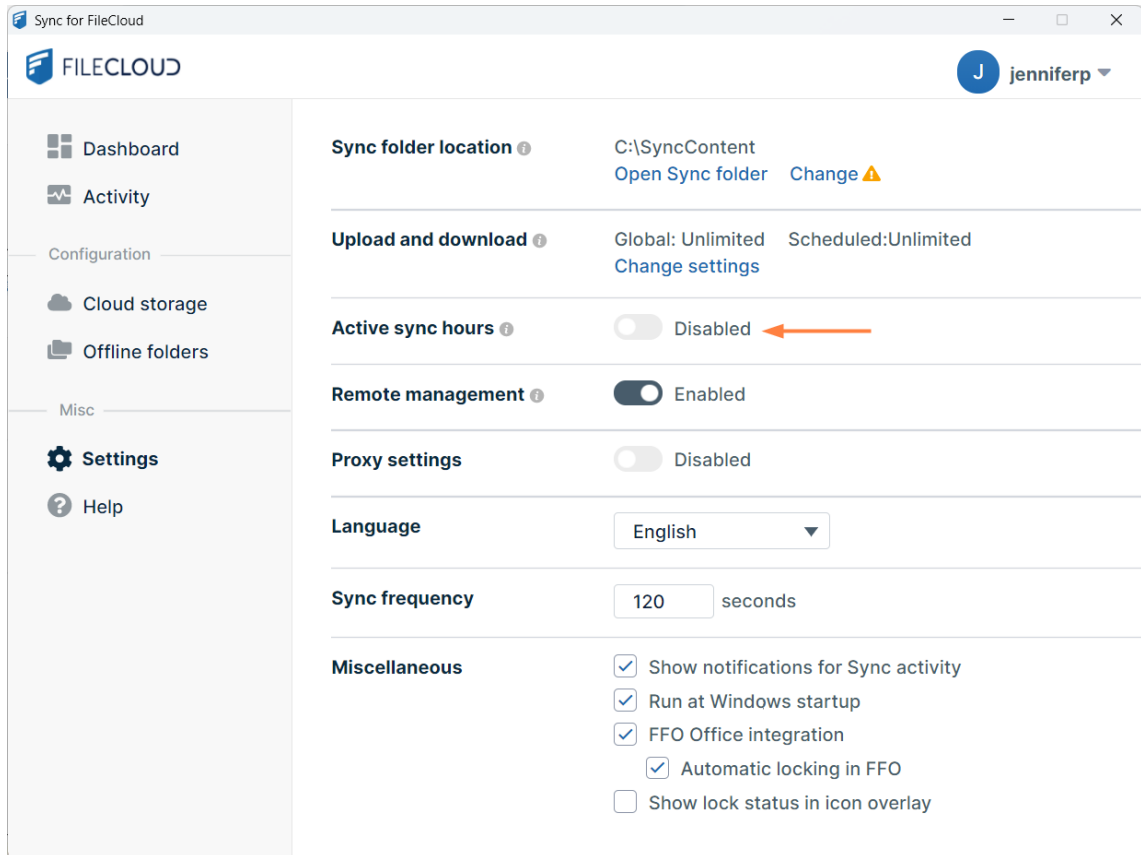 Sync for FileCloud
FILECLOUD
J jenniferp
Dashboard
Activity
Configuration
Cloud storage
Offline folders
Misc
Settings
Help
Sync folder location
C:\SyncContent
Open Sync folder Change
Upload and download
Global: Unlimited Scheduled:Unlimited
Change settings
Active sync hours Disabled
Remote management Enabled
Proxy settings Disabled
Language English
Sync frequency 120 seconds
Miscellaneous
Show notifications for Sync activity
Run at Windows startup
FFO Office integration
Automatic locking in FFO
Show lock status in icon overlay